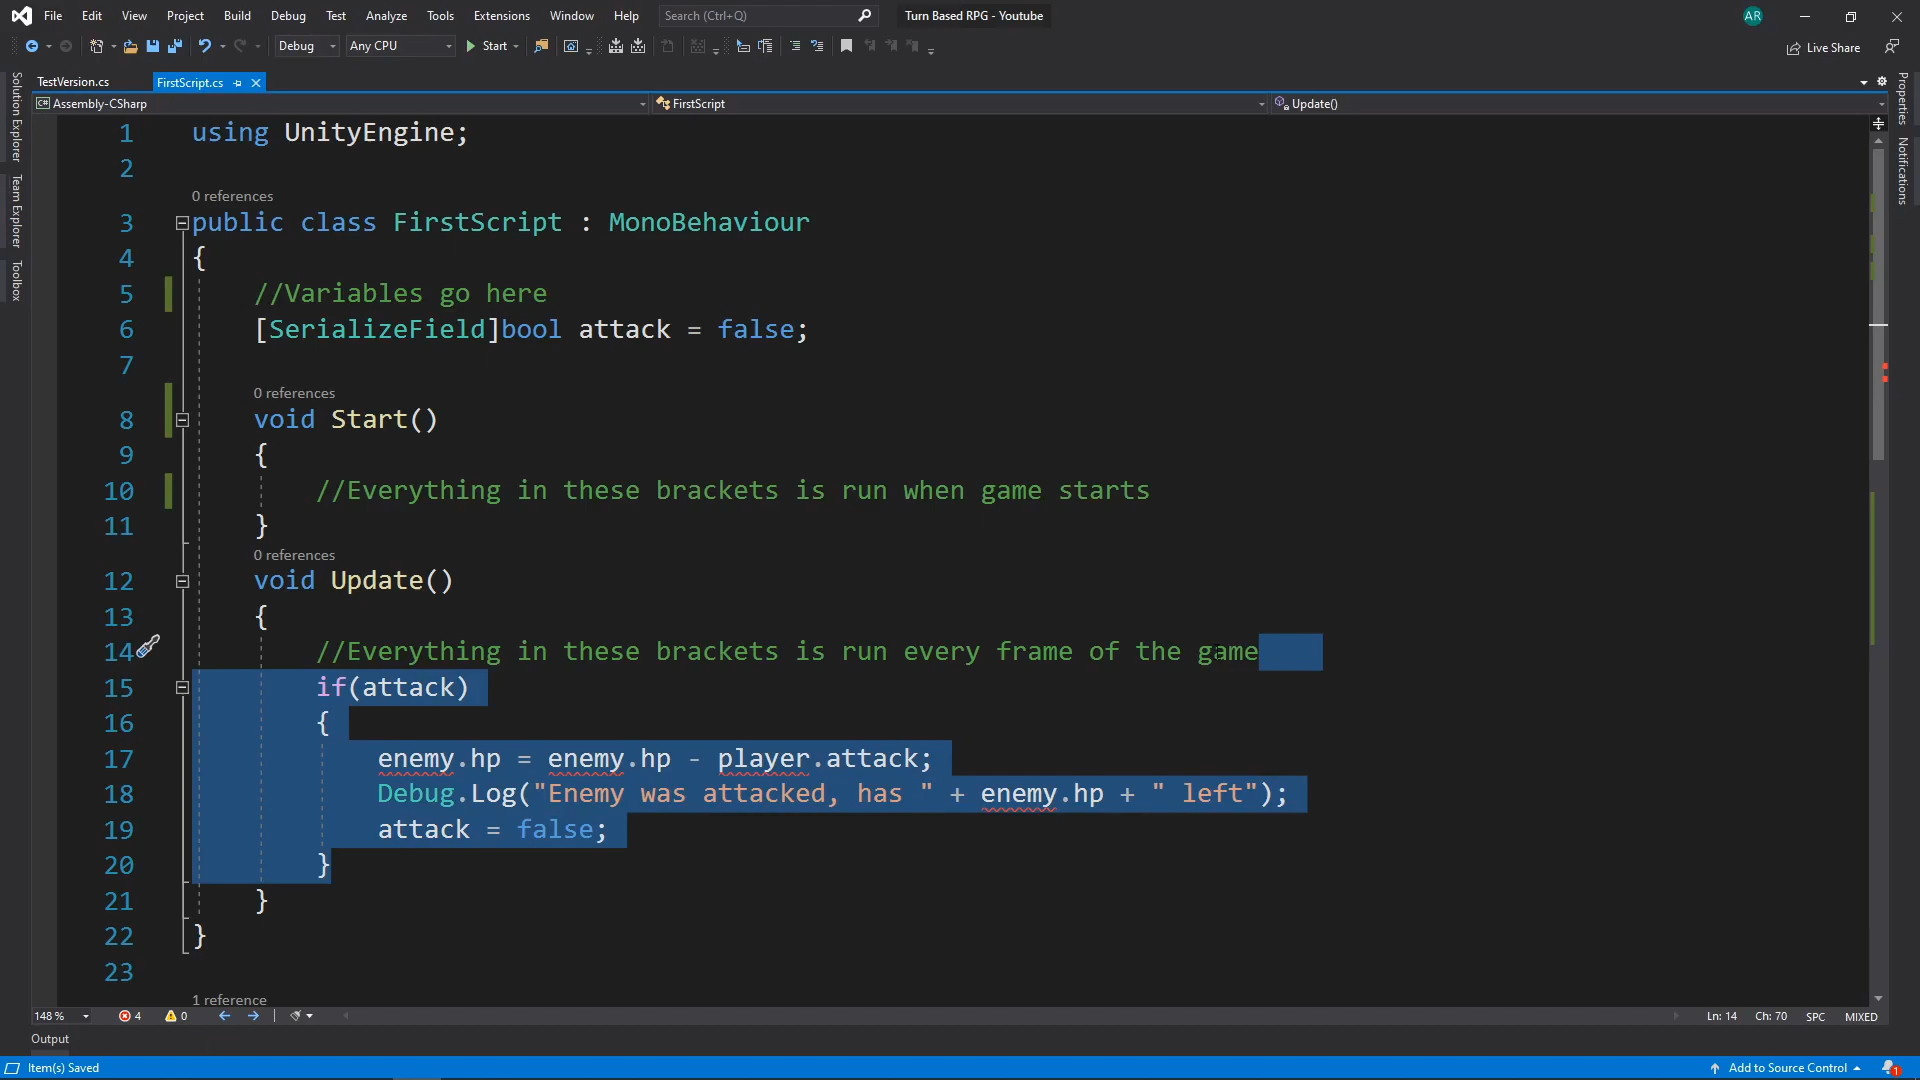 File Edit View Project Build Debug Test Analyze Tools Extensions Window Help Search (Ctrl+Q) Turn Based RPG - Youtube AR
Debug Any CPU Start Live Share
TestVersion.cs FirstScript.cs
Assembly-CSharp FirstScript Update()
Solution Explorer
Team Explorer
Toolbox
Properties
Notifications
1 using UnityEngine;
2
0 references
3 public class FirstScript : MonoBehaviour
4 {
5 //Variables go here
6 [SerializeField]bool attack = false;
7
0 references
8 void Start()
9 {
10 //Everything in these brackets is run when game starts
11 }
0 references
12 void Update()
13 {
14 //Everything in these brackets is run every frame of the game
15 if(attack)
16 {
17 enemy.hp = enemy.hp - player.attack;
18 Debug.Log("Enemy was attacked, has " + enemy.hp + " left");
19 attack = false;
20 }
21 }
22 }
23
1 reference
148 % 4 0 Ln: 14 Ch: 70 SPC MIXED
Output
Item(s) Saved Add to Source Control 1